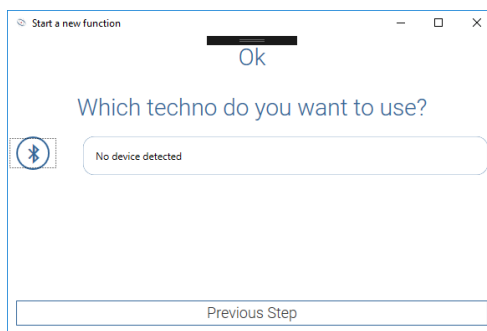 Start a new function
Ok
Which techno do you want to use?
No device detected
Previous Step